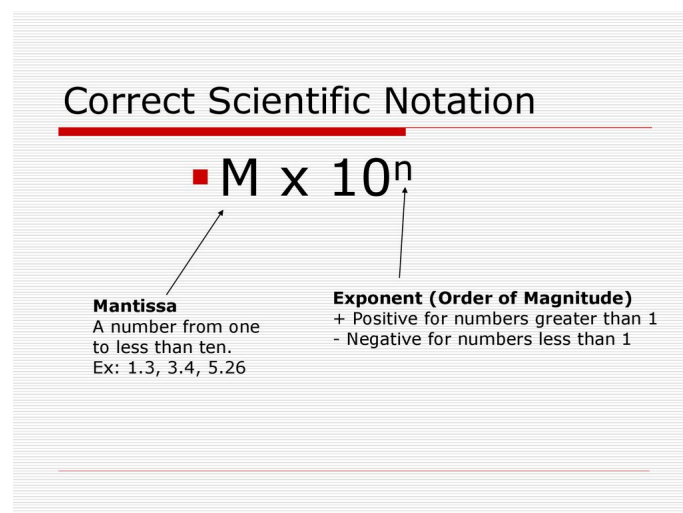 Correct Scientific Notation
▪ M x 10ⁿ
Mantissa
A number from one
to less than ten.
Ex: 1.3, 3.4, 5.26
Exponent (Order of Magnitude)
+ Positive for numbers greater than 1
- Negative for numbers less than 1